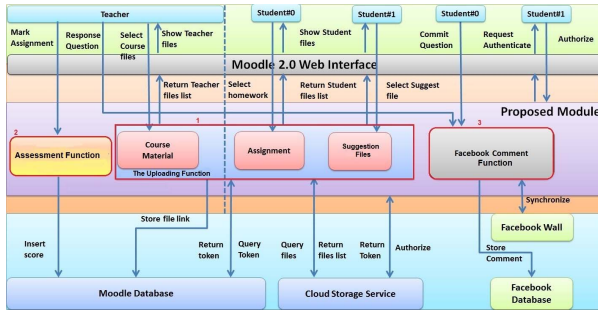 Teacher
Student#0
Student#1
Student#0
Student#1
Mark
Assignment
Response
Question
Select
Course
files
Show Teacher
files
Show Student
files
Commit
Question
Request
Authenticate
Authorize
Moodle 2.0 Web Interface
Return Teacher
files list
Select
homework
Return Student
files list
Select Suggest
file
Proposed Module
1
2
3
Assessment Function
Course
Material
Assignment
Suggestion
Files
Facebook Comment
Function
The Uploading Function
Synchronize
Store file link
Facebook Wall
Insert
score
Return
token
Query
Token
Query
files
Return
files list
Return
Token
Authorize
Store
Comment
Moodle Database
Cloud Storage Service
Facebook
Database